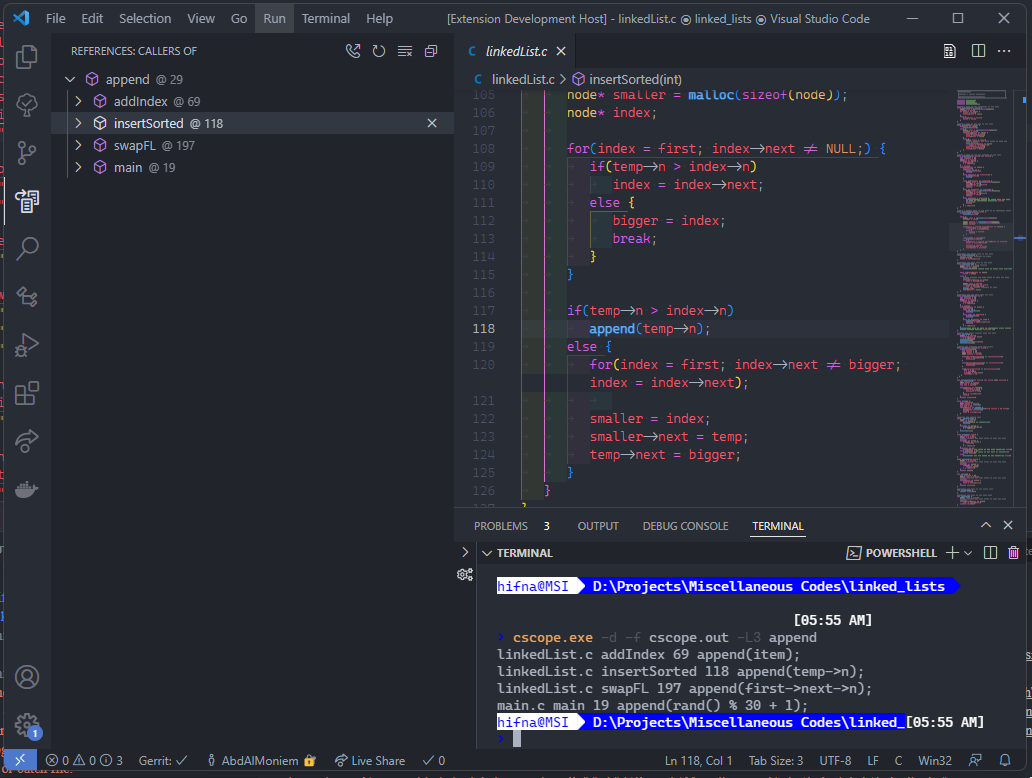 File Edit Selection View Go Run Terminal Help [Extension Development Host] - linkedList.c ◉ linked_lists ◉ Visual Studio Code
REFERENCES: CALLERS OF
append @ 29
addIndex @ 69
insertSorted @ 118
swapFL @ 197
main @ 19
linkedList.c
linkedList.c > insertSorted(int)
105 node* smaller = malloc(sizeof(node));
106 node* index;
107
108 for(index = first; index->next ≠ NULL;) {
109 if(temp->n > index->n)
110 index = index->next;
111 else {
112 bigger = index;
113 break;
114 }
115 }
116
117 if(temp->n > index->n)
118 append(temp->n);
119 else {
120 for(index = first; index->next ≠ bigger;
index = index->next);
121
122 smaller = index;
123 smaller->next = temp;
124 temp->next = bigger;
125 }
126 }
PROBLEMS 3 OUTPUT DEBUG CONSOLE TERMINAL
TERMINAL POWERSHELL
hifna@MSI D:\Projects\Miscellaneous Codes\linked_lists
[05:55 AM]
cscope.exe -d -f cscope.out -L3 append
linkedList.c addIndex 69 append(item);
linkedList.c insertSorted 118 append(temp->n);
linkedList.c swapFL 197 append(first->next->n);
main.c main 19 append(rand() % 30 + 1);
hifna@MSI D:\Projects\Miscellaneous Codes\linked_[05:55 AM]
1
0 0 3 Gerrit: ✓ AbdAlMoniem Live Share ✓ 0 Ln 118, Col 1 Tab Size: 3 UTF-8 LF C Win32